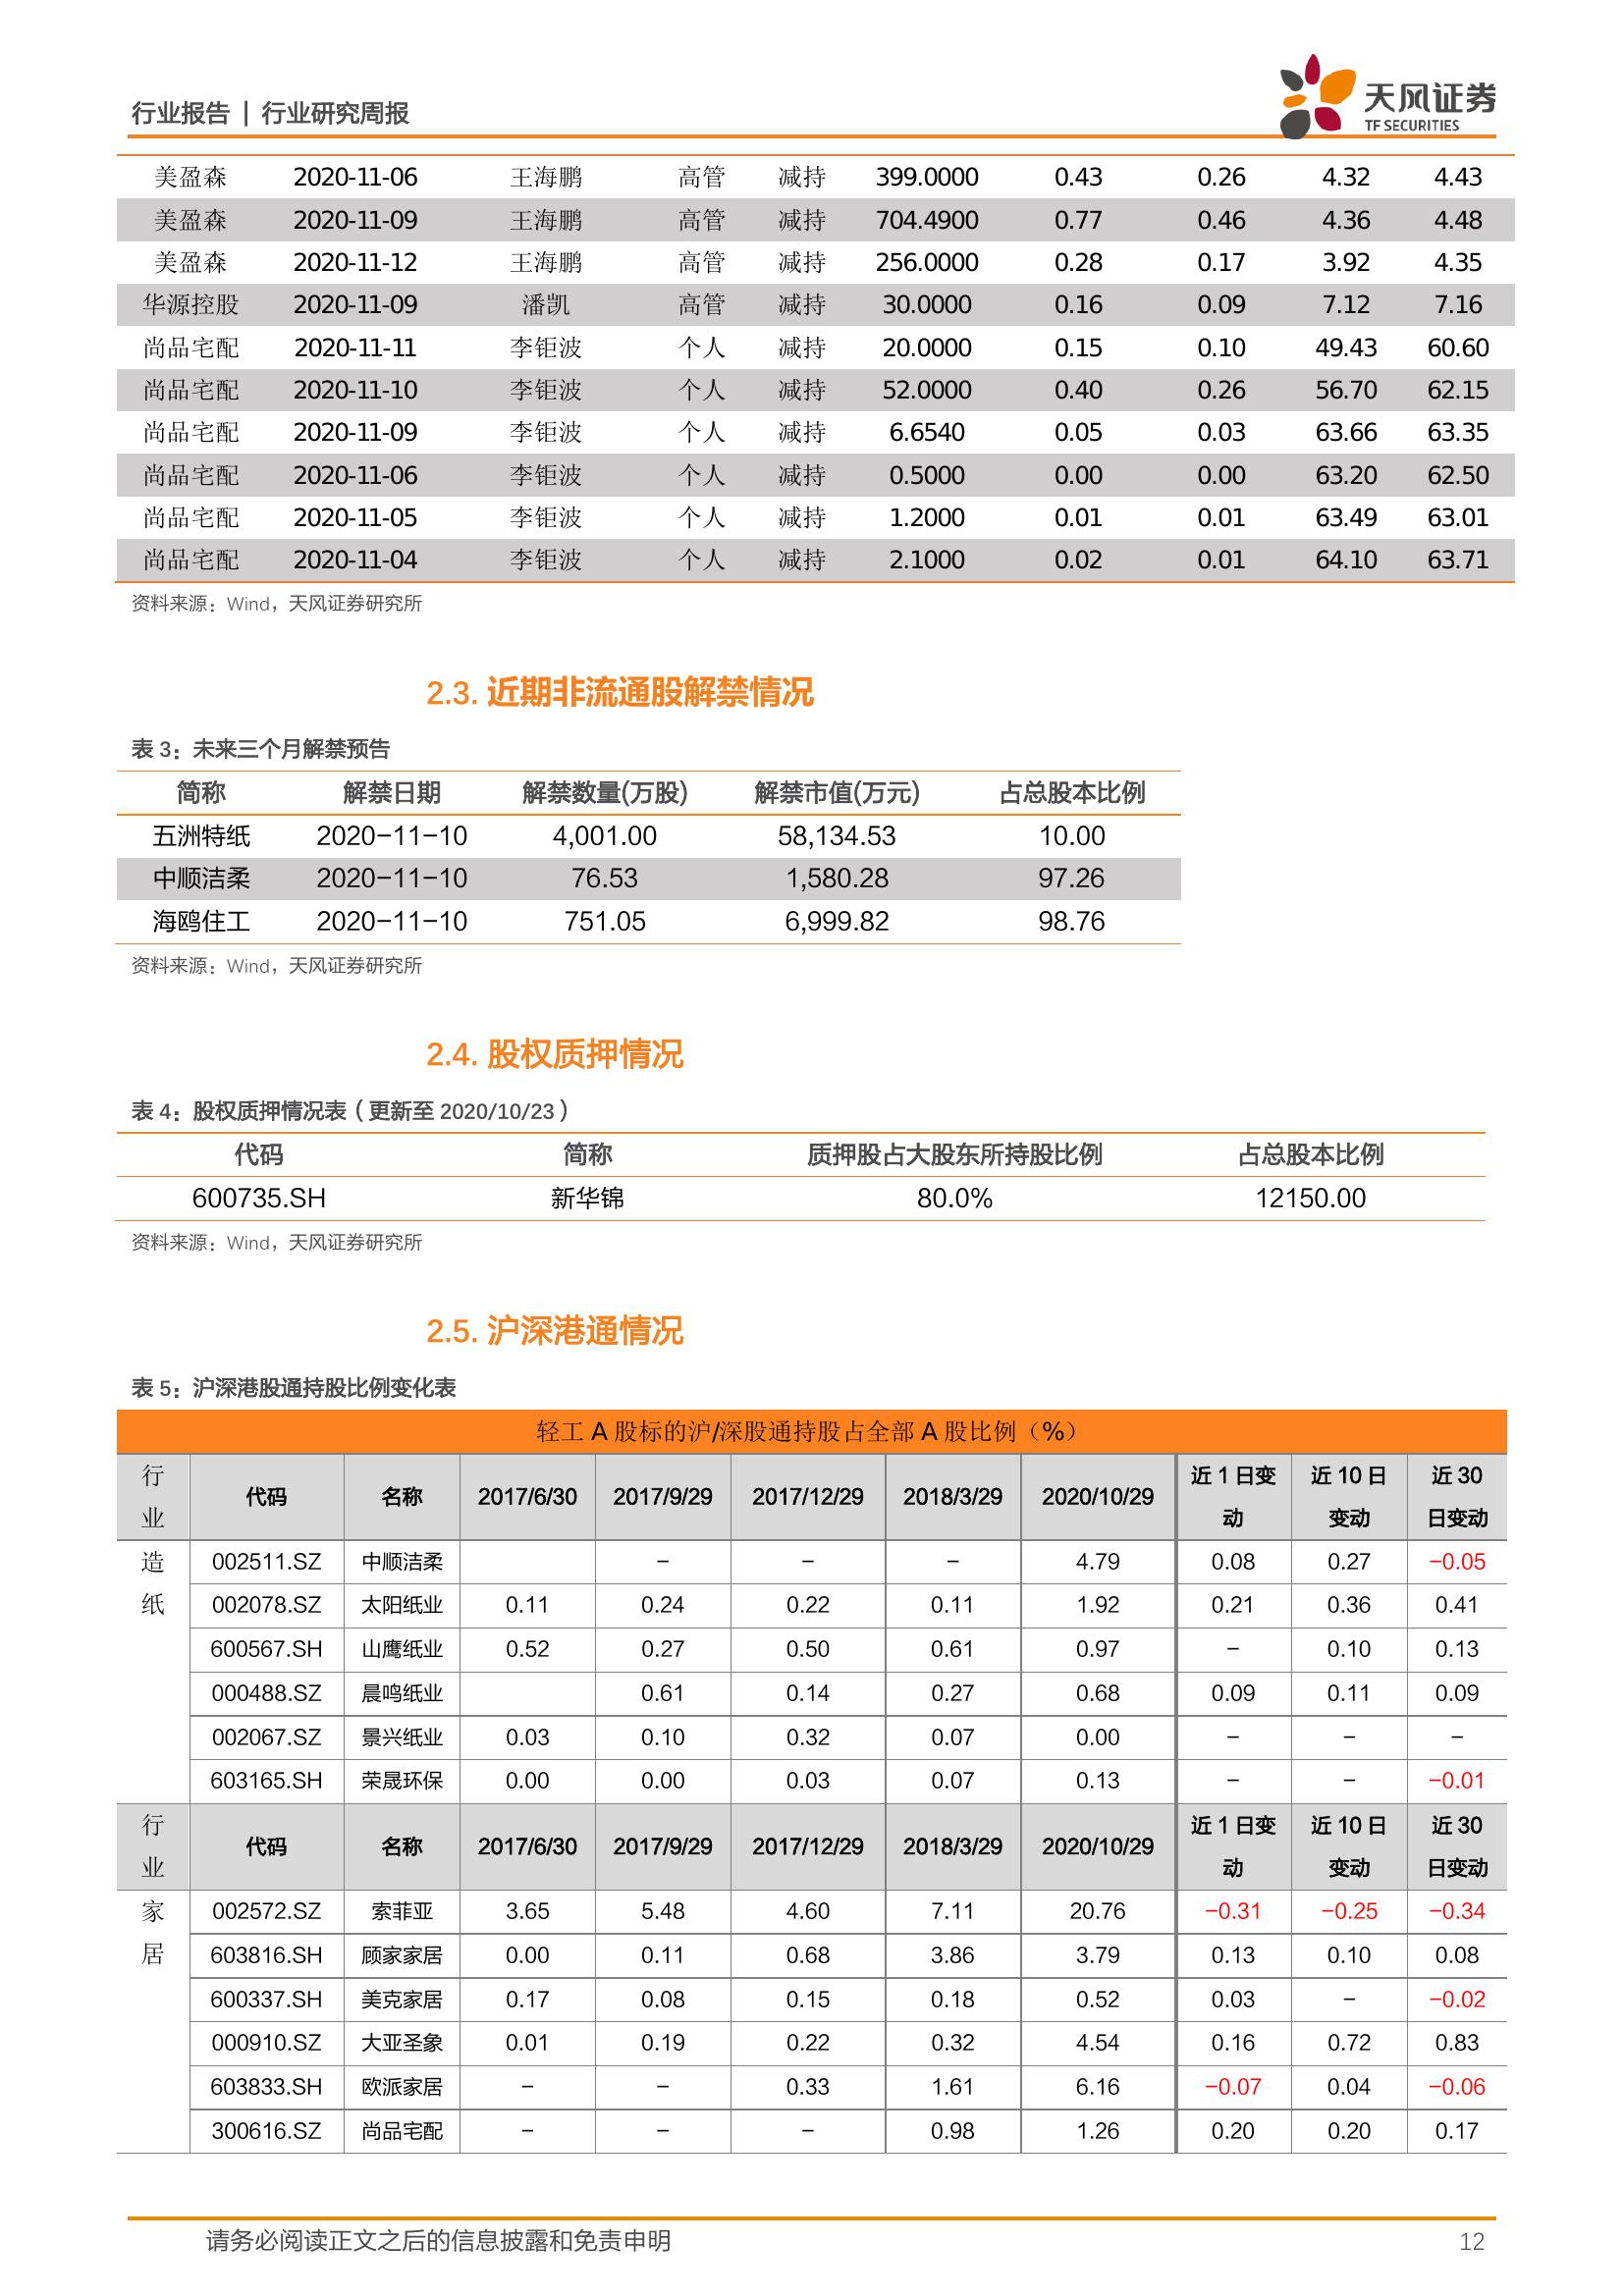 行业报告 | 行业研究周报
天风证券
TF SECURITIES
美盈森 2020-11-06 王海鹏 高管 减持 399.0000 0.43 0.26 4.32 4.43
美盈森 2020-11-09 王海鹏 高管 减持 704.4900 0.77 0.46 4.36 4.48
美盈森 2020-11-12 王海鹏 高管 减持 256.0000 0.28 0.17 3.92 4.35
华源控股 2020-11-09 潘凯 高管 减持 30.0000 0.16 0.09 7.12 7.16
尚品宅配 2020-11-11 李钜波 个人 减持 20.0000 0.15 0.10 49.43 60.60
尚品宅配 2020-11-10 李钜波 个人 减持 52.0000 0.40 0.26 56.70 62.15
尚品宅配 2020-11-09 李钜波 个人 减持 6.6540 0.05 0.03 63.66 63.35
尚品宅配 2020-11-06 李钜波 个人 减持 0.5000 0.00 0.00 63.20 62.50
尚品宅配 2020-11-05 李钜波 个人 减持 1.2000 0.01 0.01 63.49 63.01
尚品宅配 2020-11-04 李钜波 个人 减持 2.1000 0.02 0.01 64.10 63.71
资料来源：Wind，天风证券研究所
2.3. 近期非流通股解禁情况
表 3：未来三个月解禁预告
简称 解禁日期 解禁数量(万股) 解禁市值(万元) 占总股本比例
五洲特纸 2020-11-10 4,001.00 58,134.53 10.00
中顺洁柔 2020-11-10 76.53 1,580.28 97.26
海鸥住工 2020-11-10 751.05 6,999.82 98.76
资料来源：Wind，天风证券研究所
2.4. 股权质押情况
表 4：股权质押情况表（更新至 2020/10/23）
代码 简称 质押股占大股东所持股比例 占总股本比例
600735.SH 新华锦 80.0% 12150.00
资料来源：Wind，天风证券研究所
2.5. 沪深港通情况
表 5：沪深港股通持股比例变化表
轻工 A 股标的沪/深股通持股占全部 A 股比例（%）
行业 代码 名称 2017/6/30 2017/9/29 2017/12/29 2018/3/29 2020/10/29 近 1 日变动 近 10 日变动 近 30 日变动
造纸 002511.SZ 中顺洁柔 – – – 4.79 0.08 0.27 -0.05
002078.SZ 太阳纸业 0.11 0.24 0.22 0.11 1.92 0.21 0.36 0.41
600567.SH 山鹰纸业 0.52 0.27 0.50 0.61 0.97 – 0.10 0.13
000488.SZ 晨鸣纸业 0.61 0.14 0.27 0.68 0.09 0.11 0.09
002067.SZ 景兴纸业 0.03 0.10 0.32 0.07 0.00 – – –
603165.SH 荣晟环保 0.00 0.00 0.03 0.07 0.13 – – -0.01
行业 代码 名称 2017/6/30 2017/9/29 2017/12/29 2018/3/29 2020/10/29 近 1 日变动 近 10 日变动 近 30 日变动
家居 002572.SZ 索菲亚 3.65 5.48 4.60 7.11 20.76 -0.31 -0.25 -0.34
603816.SH 顾家家居 0.00 0.11 0.68 3.86 3.79 0.13 0.10 0.08
600337.SH 美克家居 0.17 0.08 0.15 0.18 0.52 0.03 – -0.02
000910.SZ 大亚圣象 0.01 0.19 0.22 0.32 4.54 0.16 0.72 0.83
603833.SH 欧派家居 – – 0.33 1.61 6.16 -0.07 0.04 -0.06
300616.SZ 尚品宅配 – – – 0.98 1.26 0.20 0.20 0.17
请务必阅读正文之后的信息披露和免责申明 12